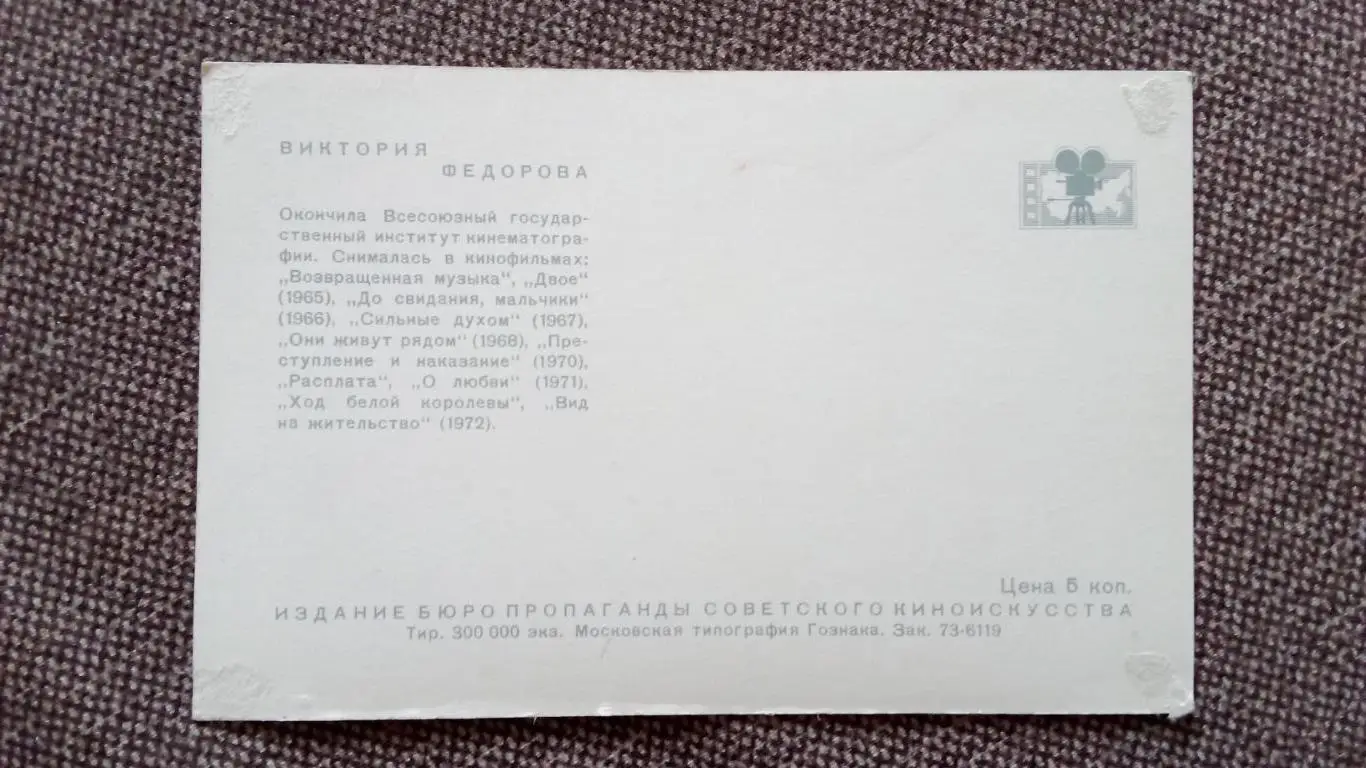 ВИКТОРИЯ
ФЕДОРОВА
Окончила Всесоюзный государ-
ственный институт кинематогра-
фии. Снималась в кинофильмах:
„Возвращенная музыка“, „Двое“
(1965), „До свидания, мальчики“
(1966), „Сильные духом“ (1967),
„Они живут рядом“ (1968), „Пре-
ступление и наказание“ (1970),
„Расплата“, „О любви“ (1971),
„Ход белой королевы“, „Вид
на жительство“ (1972).
Цена 5 коп.
ИЗДАНИЕ БЮРО ПРОПАГАНДЫ СОВЕТСКОГО КИНОИСКУССТВА
Тир. 300 000 экз. Московская типография Гознака. Зак. 73-6119